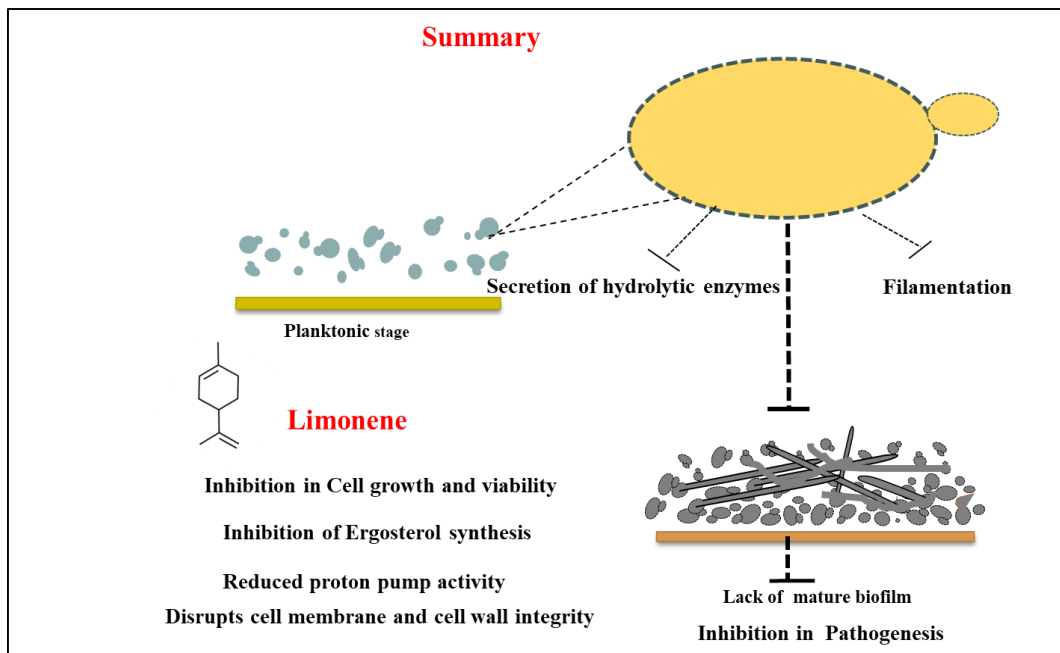 Summary
Secretion of hydrolytic enzymes
Filamentation
Planktonic stage
Limonene
Inhibition in Cell growth and viability
Inhibition of Ergosterol synthesis
Reduced proton pump activity
Disrupts cell membrane and cell wall integrity
Lack of mature biofilm
Inhibition in Pathogenesis